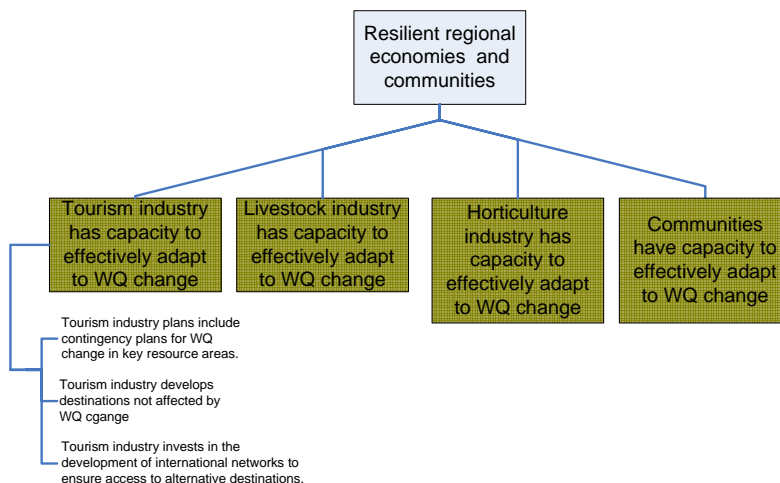 Resilient regional
economies and
communities
Tourism industry
has capacity to
effectively adapt
to WQ change
Livestock industry
has capacity to
effectively adapt
to WQ change
Horticulture
industry has
capacity to
effectively adapt
to WQ change
Communities
have capacity to
effectively adapt
to WQ change
Tourism industry plans include
contingency plans for WQ
change in key resource areas.
Tourism industry develops
destinations not affected by
WQ cgange
Tourism industry invests in the
development of international networks to
ensure access to alternative destinations.